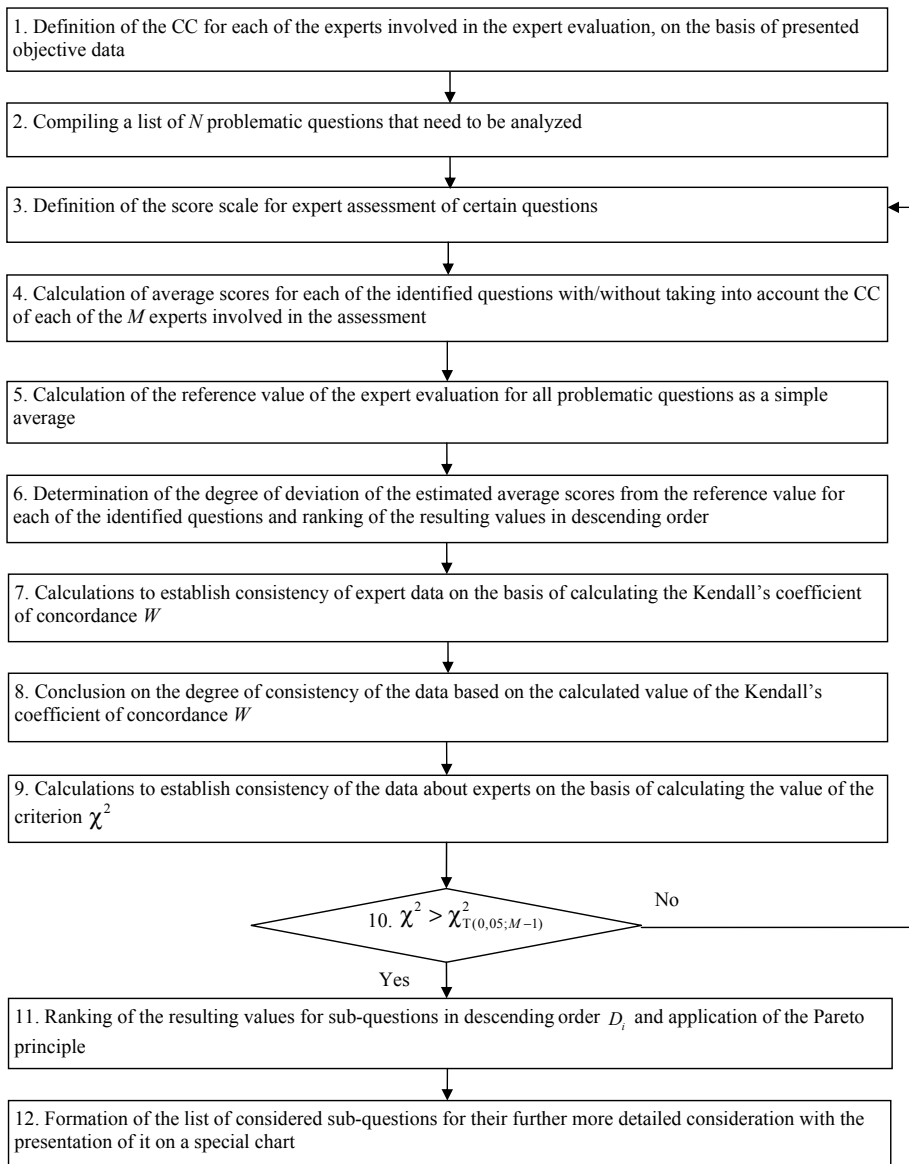 1. Definition of the CC for each of the experts involved in the expert evaluation, on the basis of presented
objective data
2. Compiling a list of N problematic questions that need to be analyzed
3. Definition of the score scale for expert assessment of certain questions
4. Calculation of average scores for each of the identified questions with/without taking into account the CC
of each of the M experts involved in the assessment
5. Calculation of the reference value of the expert evaluation for all problematic questions as a simple
average
6. Determination of the degree of deviation of the estimated average scores from the reference value for
each of the identified questions and ranking of the resulting values in descending order
7. Calculations to establish consistency of expert data on the basis of calculating the Kendall's coefficient
of concordance W
8. Conclusion on the degree of consistency of the data based on the calculated value of the Kendall's
coefficient of concordance W
9. Calculations to establish consistency of the data about experts on the basis of calculating the value of the
criterion χ²
10. χ² > χ²T(0,05;M−1)
No
Yes
11. Ranking of the resulting values for sub-questions in descending order Di and application of the Pareto
principle
12. Formation of the list of considered sub-questions for their further more detailed consideration with the
presentation of it on a special chart